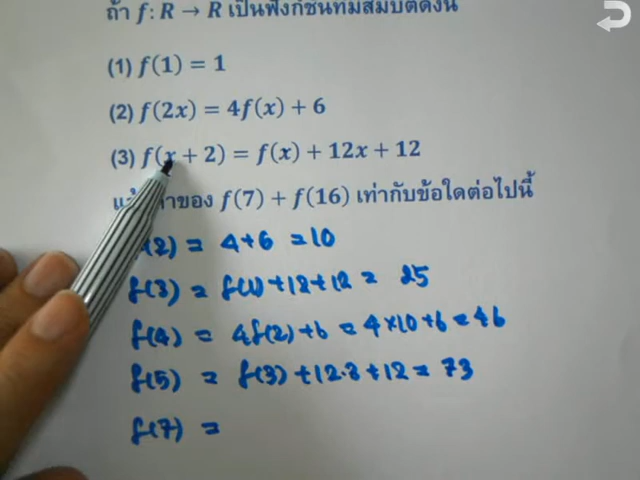 ถ้า f: R → R เป็นฟังก์ชันที่มีสมบัติดังนี้
(1) f(1) = 1
(2) f(2x) = 4f(x) + 6
(3) f(x + 2) = f(x) + 12x + 12
ของ f(7) + f(16) เท่ากับข้อใดต่อไปนี้
(2) = 4+6 = 10
f(3) = f(1) +12+12 = 25
f(4) = 4f(2)+6 = 4×10+6 = 46
f(5) = f(3) +12·3+12 = 73
f(7) =